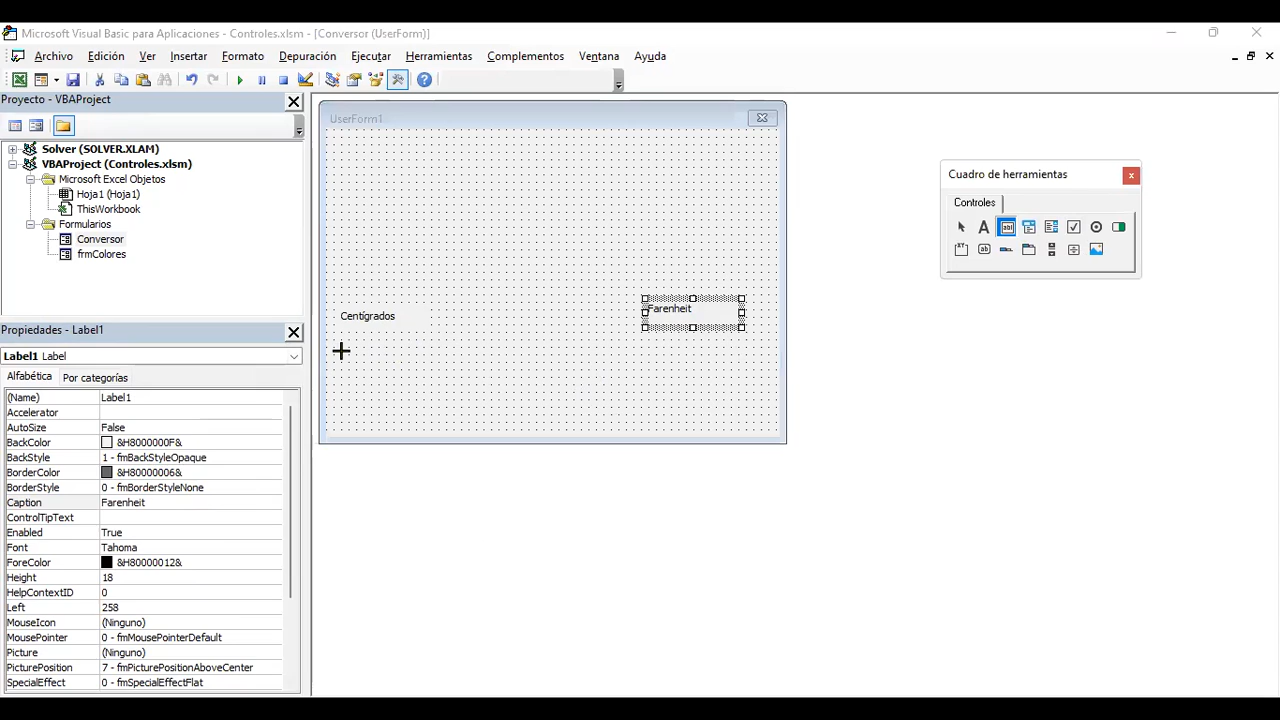 Microsoft Visual Basic para Aplicaciones - Controles.xlsm - [Conversor (UserForm)]
Archivo Edición Ver Insertar Formato Depuración Ejecutar Herramientas Complementos Ventana Ayuda
Proyecto - VBAProject
Solver (SOLVER.XLAM)
VBAProject (Controles.xlsm)
Microsoft Excel Objetos
Hoja1 (Hoja1)
ThisWorkbook
Formularios
Conversor
frmColores
Propiedades - Label1
Label1 Label
Alfabética Por categorías
(Name) Label1
Accelerator
AutoSize False
BackColor &H8000000F&
BackStyle 1 - fmBackStyleOpaque
BorderColor &H80000006&
BorderStyle 0 - fmBorderStyleNone
Caption Farenheit
ControlTipText
Enabled True
Font Tahoma
ForeColor &H80000012&
Height 18
HelpContextID 0
Left 258
MouseIcon (Ninguno)
MousePointer 0 - fmMousePointerDefault
Picture (Ninguno)
PicturePosition 7 - fmPicturePositionAboveCenter
SpecialEffect 0 - fmSpecialEffectFlat
UserForm1
Centígrados
Farenheit
Cuadro de herramientas
Controles
A abl
XY ab